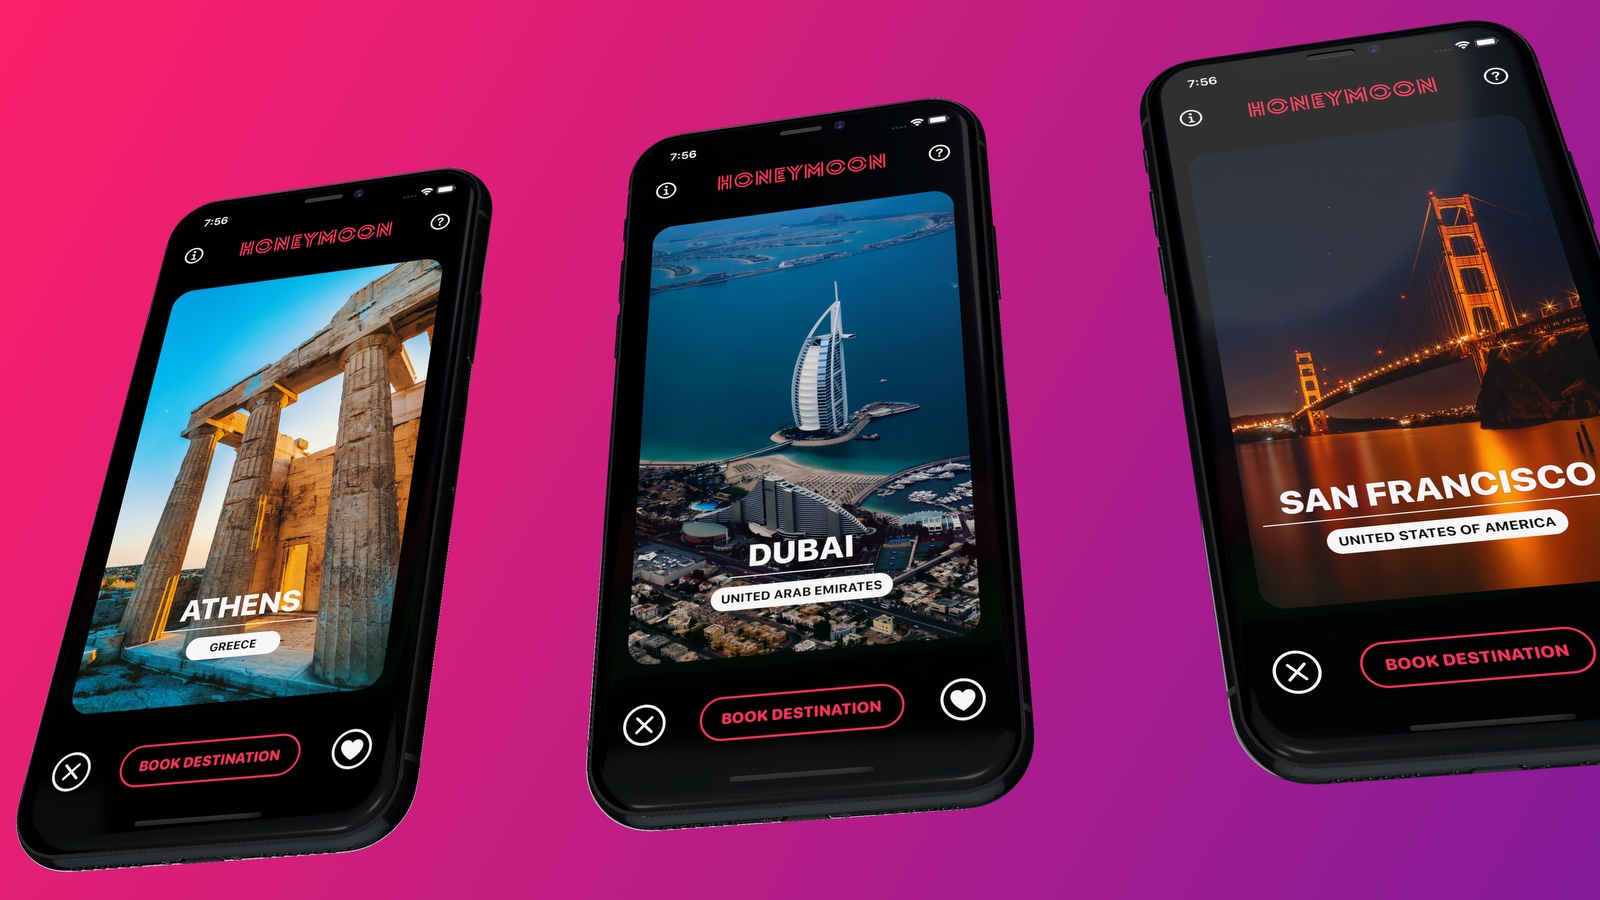 7:56
HONEYMOON
ATHENS
GREECE
BOOK DESTINATION
7:56
HONEYMOON
DUBAI
UNITED ARAB EMIRATES
BOOK DESTINATION
7:56
HONEYMOON
SAN FRANCISCO
UNITED STATES OF AMERICA
BOOK DESTINATION